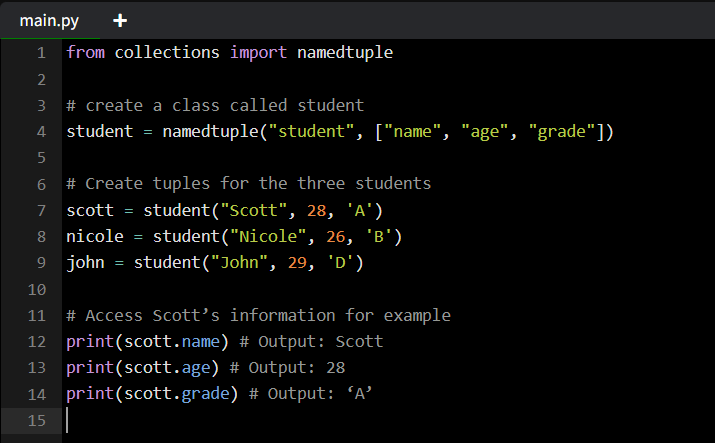 main.py +
1 from collections import namedtuple
2
3 # create a class called student
4 student = namedtuple("student", ["name", "age", "grade"])
5
6 # Create tuples for the three students
7 scott = student("Scott", 28, 'A')
8 nicole = student("Nicole", 26, 'B')
9 john = student("John", 29, 'D')
10
11 # Access Scott’s information for example
12 print(scott.name) # Output: Scott
13 print(scott.age) # Output: 28
14 print(scott.grade) # Output: ‘A’
15